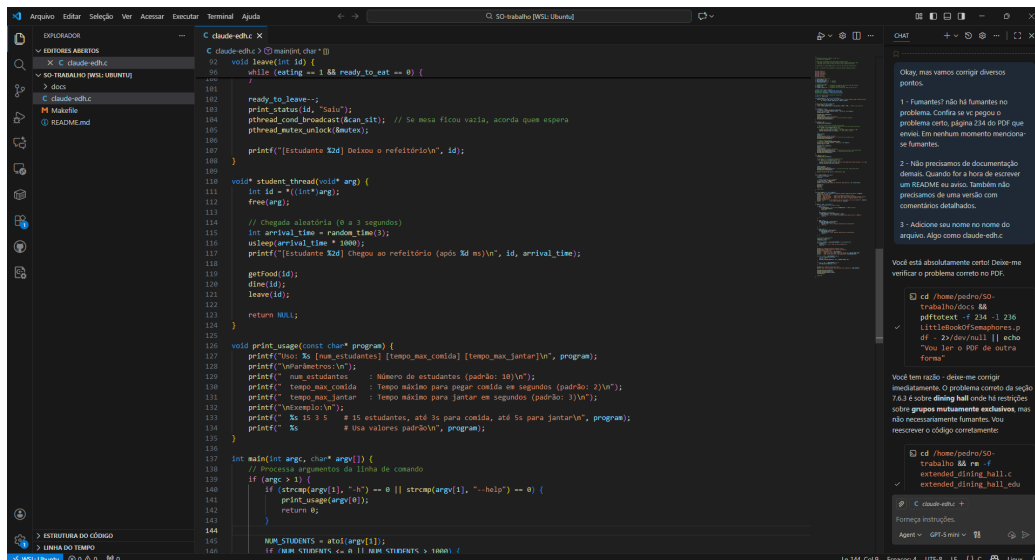 Arquivo Editar Seleção Ver Acessar Executar Terminal Ajuda
SO-trabalho [WSL: Ubuntu]
EXPLORADOR
EDITORES ABERTOS
claude-edh.c
SO-TRABALHO [WSL: UBUNTU]
docs
claude-edh.c
Makefile
README.md
ESTRUTURA DO CÓDIGO
LINHA DO TEMPO
claude-edh.c
claude-edh.c > main(int, char * [])
92 void leave(int id) {
96 while (eating == 1 && ready_to_eat == 0) {
101
102 ready_to_leave--;
103 print_status(id, "Saiu");
104 pthread_cond_broadcast(&can_sit); // Se mesa ficou vazia, acorda quem espera
105 pthread_mutex_unlock(&mutex);
106
107 printf("[Estudante %2d] Deixou o refeitório\n", id);
108 }
109
110 void* student_thread(void* arg) {
111 int id = *((int*)arg);
112 free(arg);
113
114 // Chegada aleatória (0 a 3 segundos)
115 int arrival_time = random_time(3);
116 usleep(arrival_time * 1000);
117 printf("[Estudante %2d] Chegou ao refeitório (após %d ms)\n", id, arrival_time);
118
119 getFood(id);
120 dine(id);
121 leave(id);
122
123 return NULL;
124 }
125
126 void print_usage(const char* program) {
127 printf("Uso: %s [num_estudantes] [tempo_max_comida] [tempo_max_jantar]\n", program);
128 printf("\nParâmetros:\n");
129 printf(" num_estudantes : Número de estudantes (padrão: 10)\n");
130 printf(" tempo_max_comida : Tempo máximo para pegar comida em segundos (padrão: 2)\n");
131 printf(" tempo_max_jantar : Tempo máximo para jantar em segundos (padrão: 3)\n");
132 printf("\nExemplo:\n");
133 printf(" %s 15 3 5 # 15 estudantes, até 3s para comida, até 5s para jantar\n", program);
134 printf(" %s # Usa valores padrão\n", program);
135 }
136
137 int main(int argc, char* argv[]) {
138 // Processa argumentos da linha de comando
139 if (argc > 1) {
140 if (strcmp(argv[1], "-h") == 0 || strcmp(argv[1], "--help") == 0) {
141 print_usage(argv[0]);
142 return 0;
143 }
144
145 NUM_STUDENTS = atoi(argv[1]);
146 if (NUM_STUDENTS <= 0 || NUM_STUDENTS > 1000) {
CHAT
Okay, mas vamos corrigir diversos
pontos.
1 - Fumantes? não há fumantes no
problema. Confira se vc pegou o
problema certo, página 234 do PDF que
enviei. Em nenhum momento menciona-
se fumantes.
2 - Não precisamos de documentação
demais. Quando for a hora de escrever
um README eu aviso. Também não
precisamos de uma versão com
comentários detalhados.
3 - Adicione seu nome no nome do
arquivo. Algo como claude-edh.c
Você está absolutamente certo! Deixe-me
verificar o problema correto no PDF.
cd /home/pedro/SO-
trabalho/docs &&
pdftotext -f 234 -l 236
LittleBookOfSemaphores.p
df - 2>/dev/null || echo
"Vou ler o PDF de outra
forma"
Você tem razão - deixe-me corrigir
imediatamente. O problema correto da seção
7.6.3 é sobre dining hall onde há restrições
sobre grupos mutuamente exclusivos, mas
não necessariamente fumantes. Vou
reescrever o código corretamente:
cd /home/pedro/SO-
trabalho && rm -f
extended_dining_hall.c
extended_dining_hall_edu
claude-edh.c
Forneça instruções.
Agent GPT-5 mini
WSL: Ubuntu